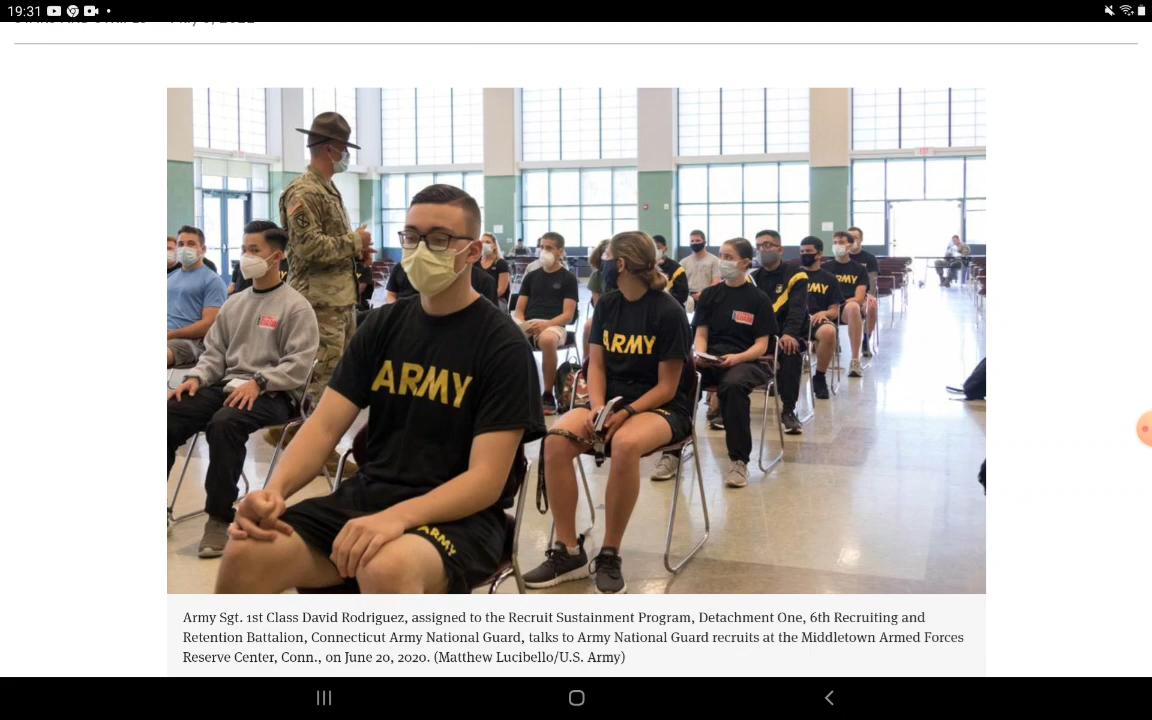 19:31
ARMY
ARMY
ARMY
MY
MY
Army Sgt. 1st Class David Rodriguez, assigned to the Recruit Sustainment Program, Detachment One, 6th Recruiting and
Retention Battalion, Connecticut Army National Guard, talks to Army National Guard recruits at the Middletown Armed Forces
Reserve Center, Conn., on June 20, 2020. (Matthew Lucibello/U.S. Army)